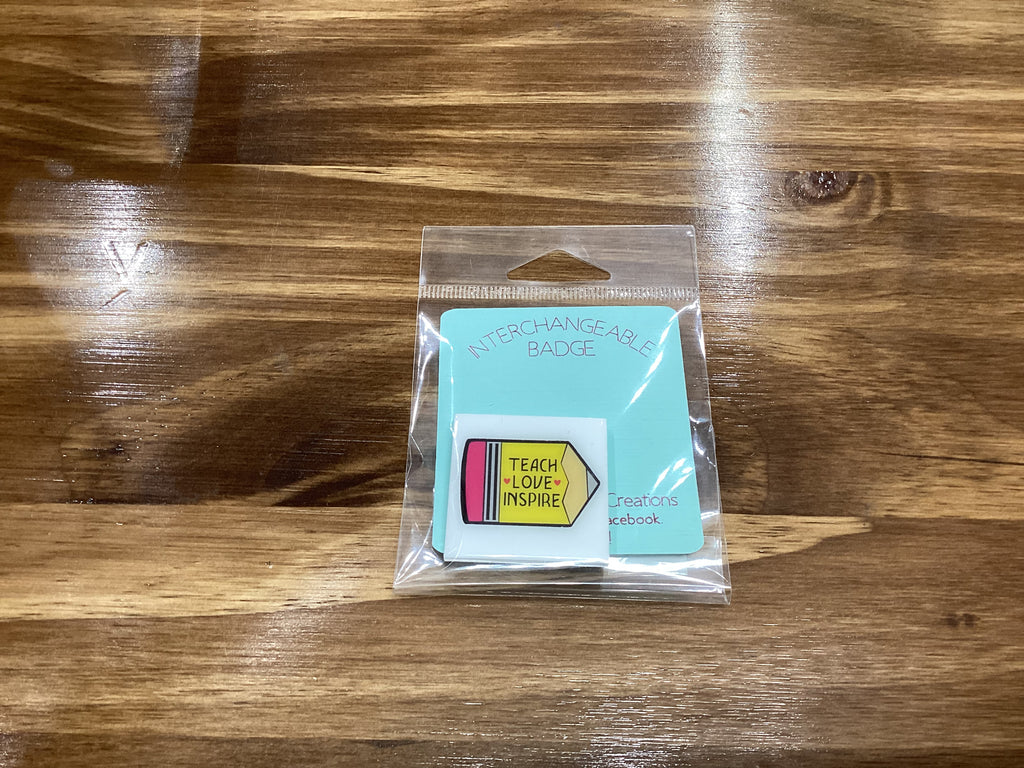 INTERCHANGEABLE
BADGE
TEACH
LOVE
INSPIRE
Creations
acebook